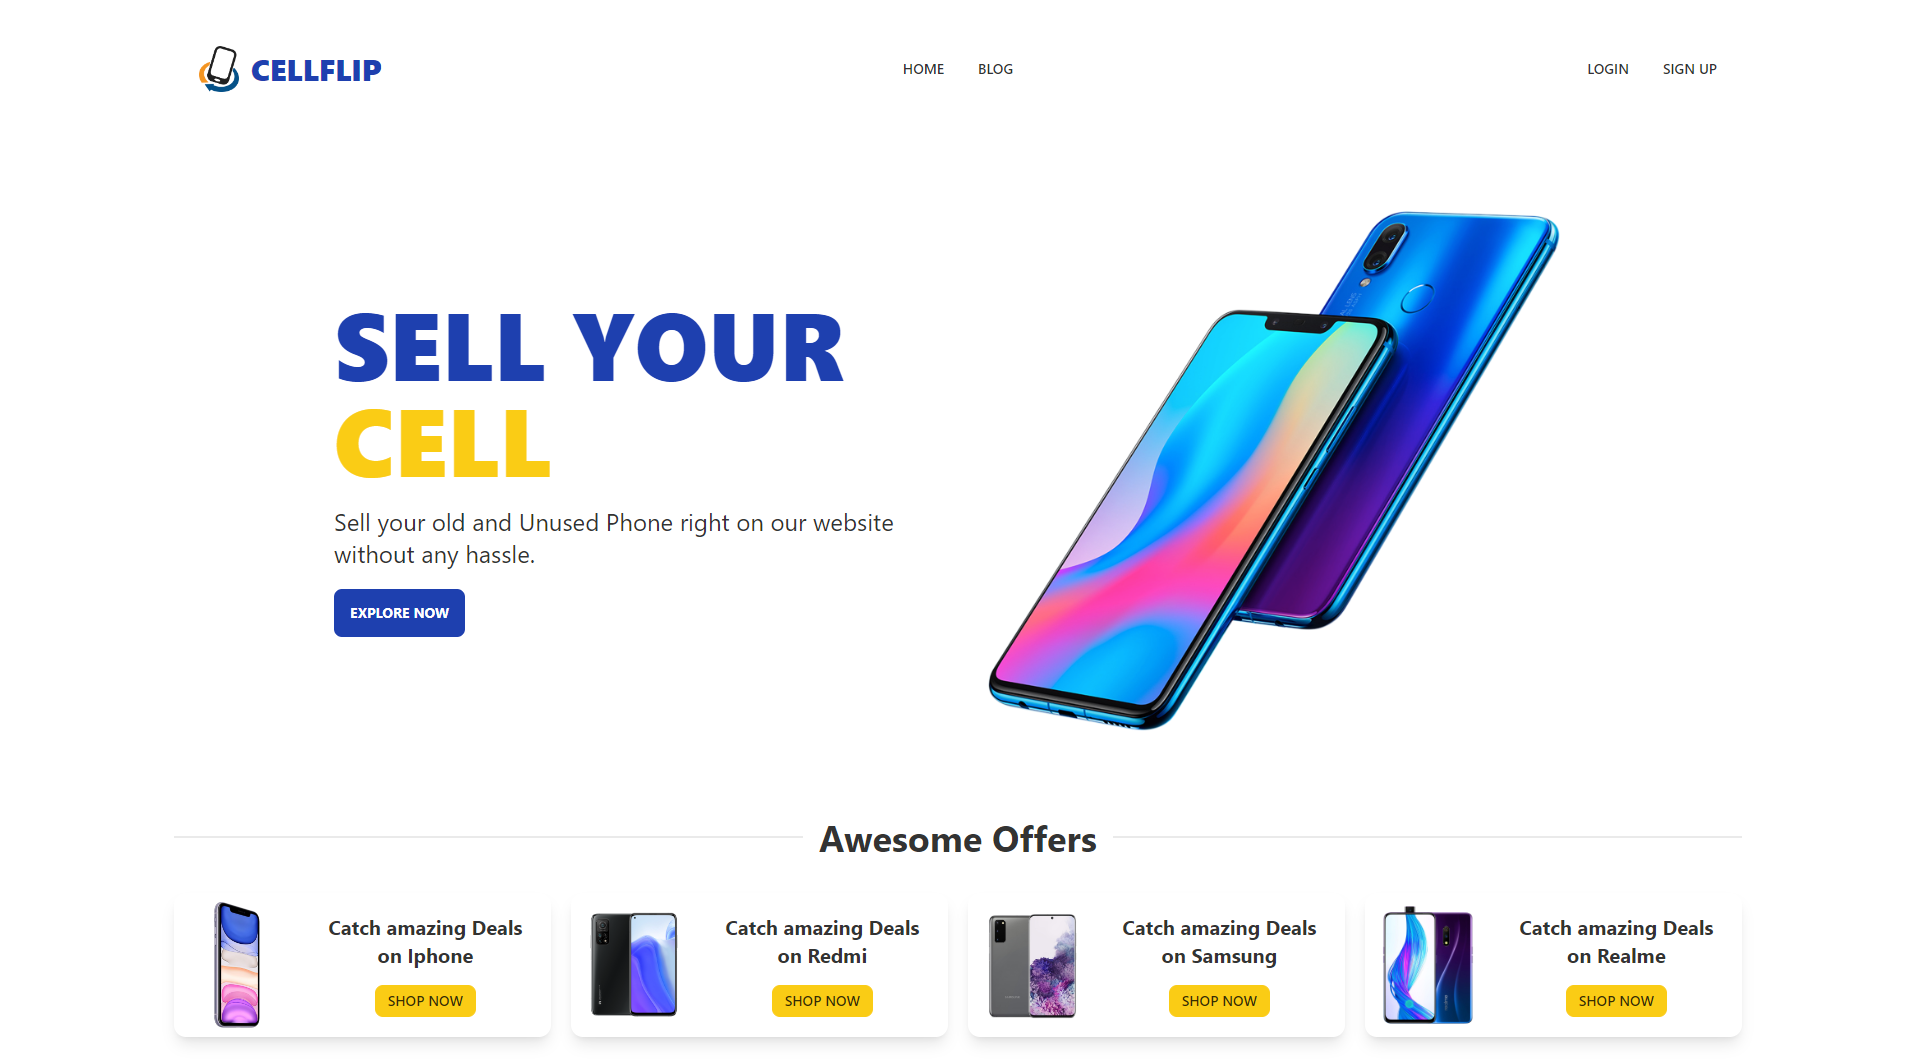 CELLFLIP
HOME
BLOG
LOGIN
SIGN UP
SELL YOUR
CELL
Sell your old and Unused Phone right on our website
without any hassle.
EXPLORE NOW
Awesome Offers
Catch amazing Deals
on Iphone
SHOP NOW
Catch amazing Deals
on Redmi
SHOP NOW
Catch amazing Deals
on Samsung
SHOP NOW
Catch amazing Deals
on Realme
SHOP NOW